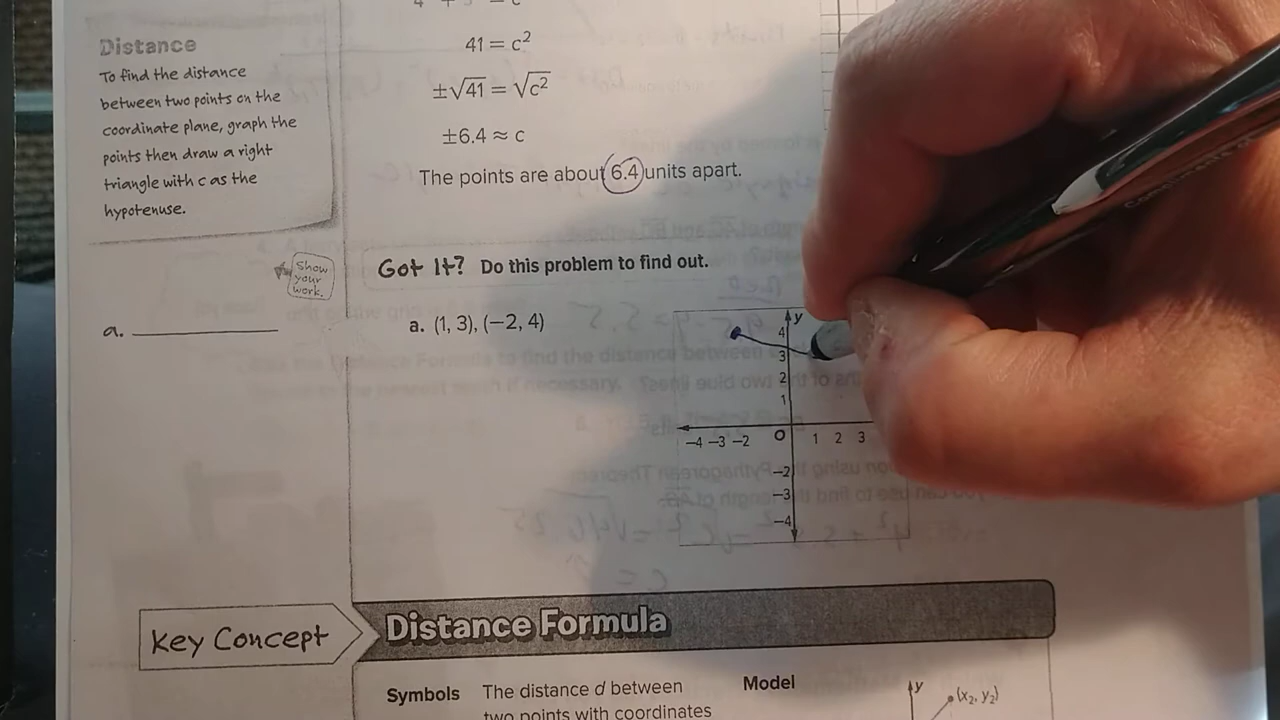 Distance
To find the distance
between two points on the
coordinate plane, graph the
points then draw a right
triangle with c as the
hypotenuse.
41 = c²
±√41 = √c²
±6.4 ≈ c
The points are about 6.4 units apart.
Show
your
work.
Got It? Do this problem to find out.
a. ____________
a. (1, 3), (−2, 4)
y
4
3
2
1
−4 −3 −2 O 1 2 3
−2
−3
−4
Key Concept
Distance Formula
Symbols The distance d between
two points with coordinates
Model
y
(x₂, y₂)